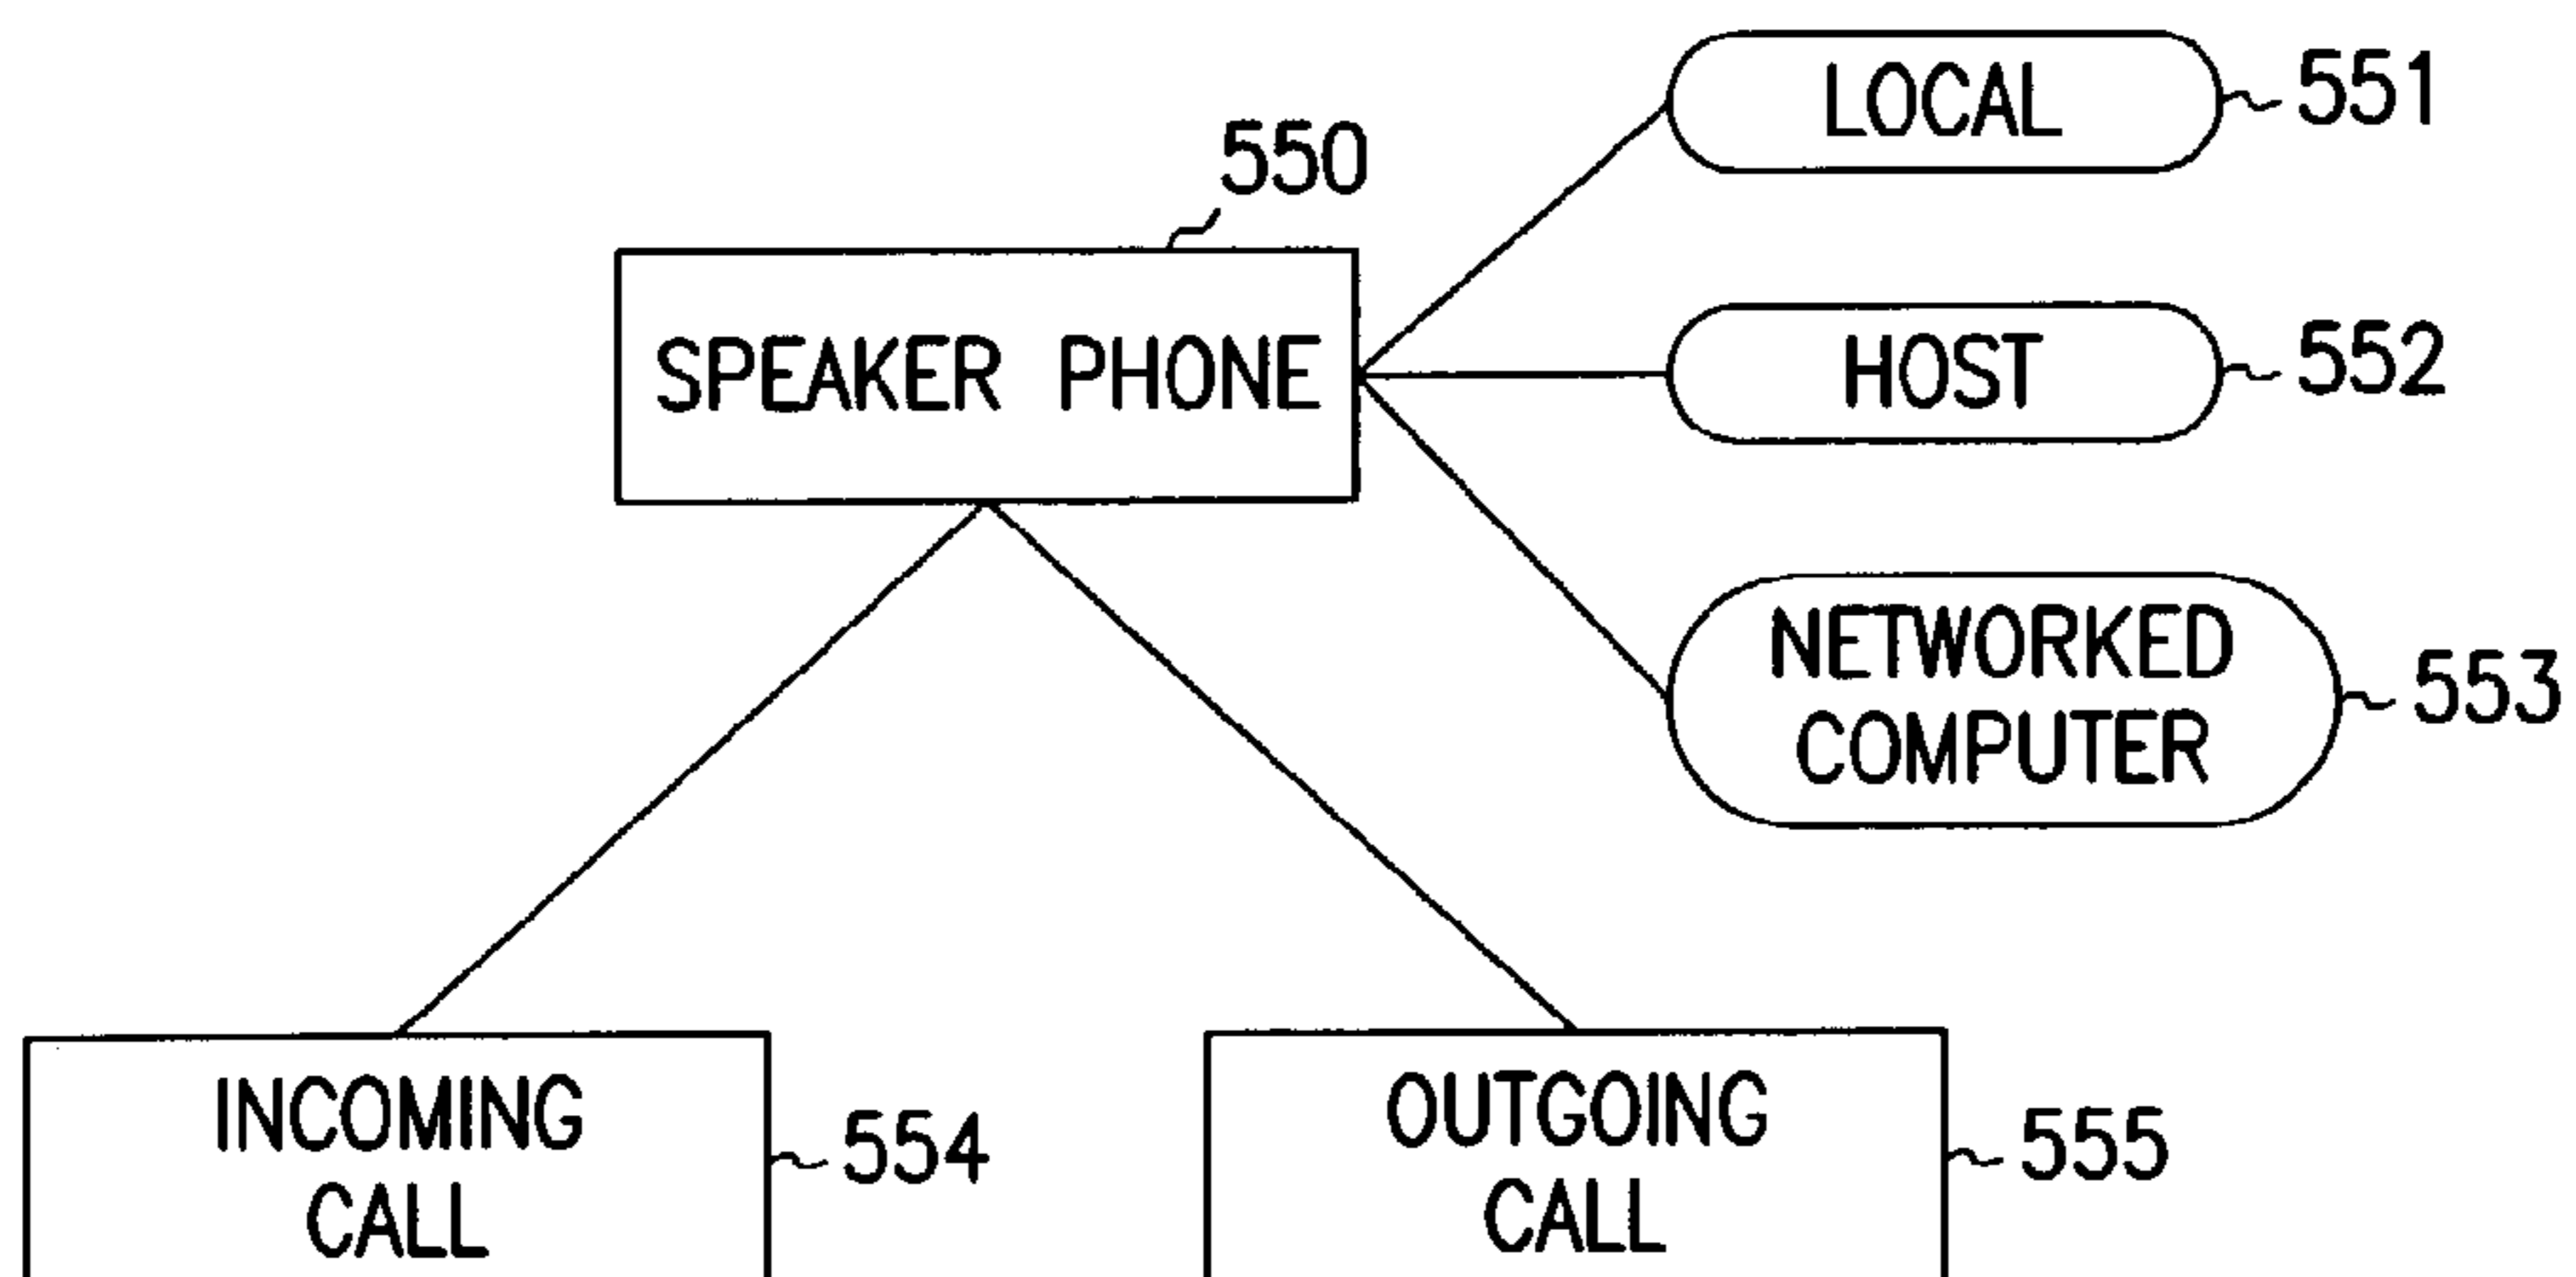 LOCAL 551
550
SPEAKER PHONE
HOST 552
NETWORKED
COMPUTER
553
INCOMING
CALL
554
OUTGOING
CALL
555